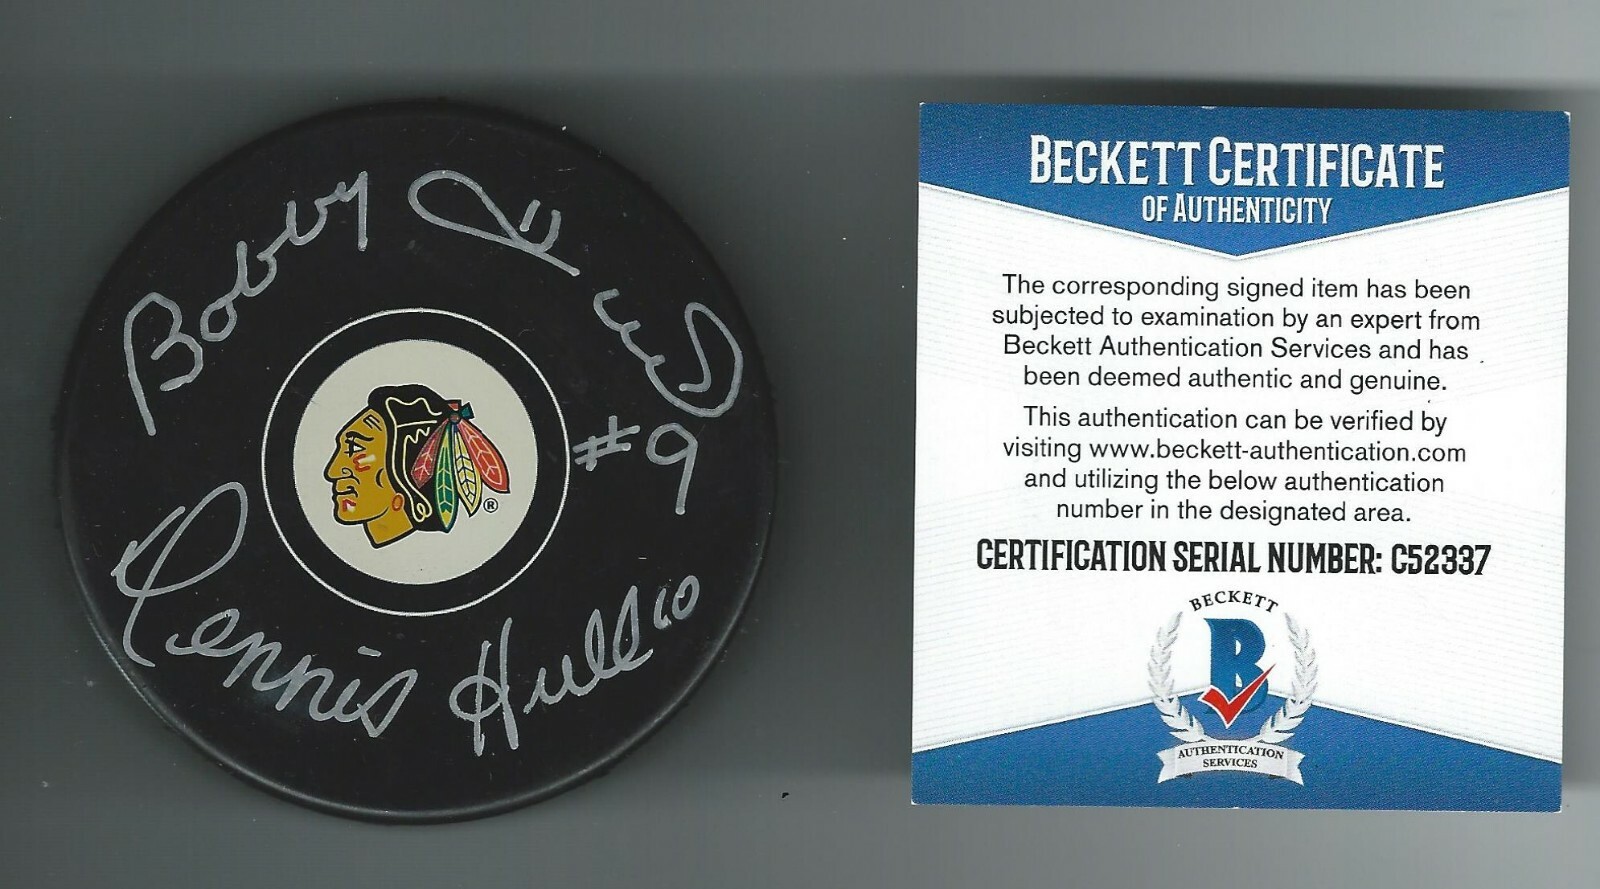 Bobby Hull
#9
Dennis Hull 10
®
BECKETT CERTIFICATE
OF AUTHENTICITY
The corresponding signed item has been
subjected to examination by an expert from
Beckett Authentication Services and has
been deemed authentic and genuine.
This authentication can be verified by
visiting www.beckett-authentication.com
and utilizing the below authentication
number in the designated area.
CERTIFICATION SERIAL NUMBER: C52337
BECKETT
B
AUTHENTICATION
SERVICES